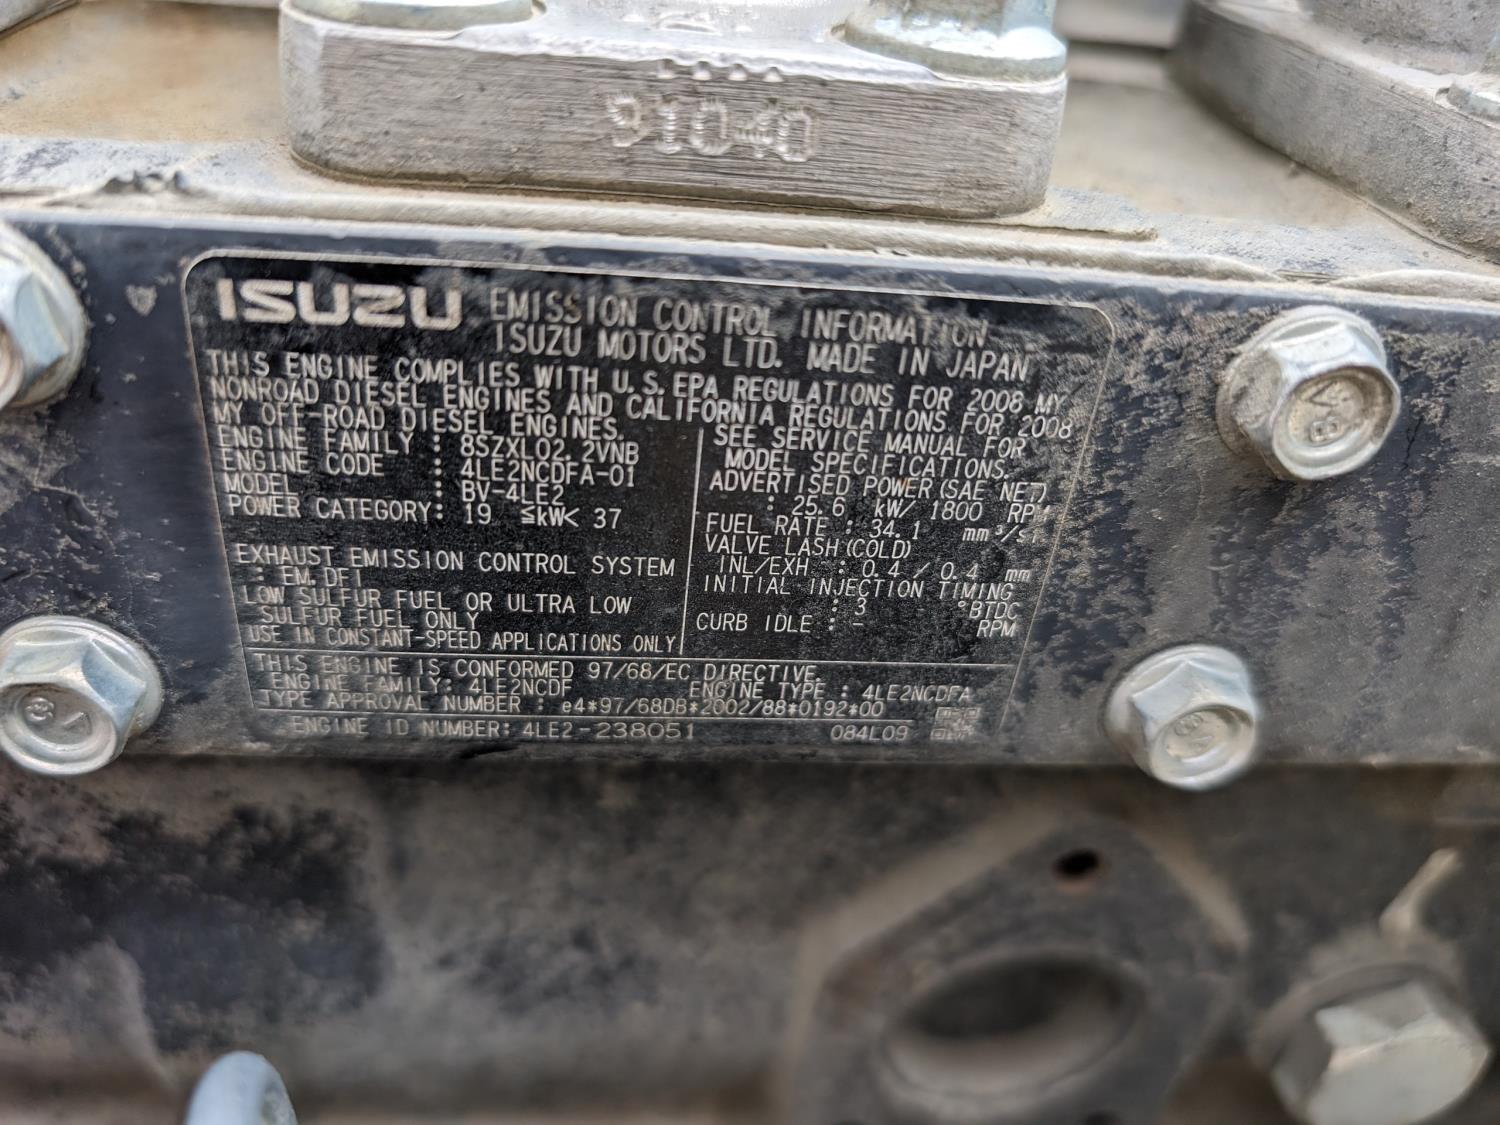 91040
ISUZU EMISSION CONTROL INFORMATION
ISUZU MOTORS LTD. MADE IN JAPAN
THIS ENGINE COMPLIES WITH U.S. EPA REGULATIONS FOR 2008 MY
NONROAD DIESEL ENGINES AND CALIFORNIA REGULATIONS FOR 2008
MY OFF-ROAD DIESEL ENGINES.
ENGINE FAMILY : 8SZXL02.2VNB
ENGINE CODE : 4LE2NCDFA-01
MODEL : BV-4LE2
POWER CATEGORY: 19 ≦kW< 37
EXHAUST EMISSION CONTROL SYSTEM
: EM, DFI
LOW SULFUR FUEL OR ULTRA LOW
SULFUR FUEL ONLY
USE IN CONSTANT-SPEED APPLICATIONS ONLY
SEE SERVICE MANUAL FOR
MODEL SPECIFICATIONS.
ADVERTISED POWER (SAE NET)
: 25.6 kW/ 1800
FUEL RATE : 34.1
VALVE LASH (COLD)
INL/EXH : 0.4 / 0.4 mm
INITIAL INJECTION TIMING
: 3 °BTDC
CURB IDLE : - RPM
THIS ENGINE IS CONFORMED 97/68/EC DIRECTIVE.
ENGINE FAMILY: 4LE2NCDF ENGINE TYPE : 4LE2NCDFA
TYPE APPROVAL NUMBER : e4*97/68DB*2002/88*0192*00
ENGINE ID NUMBER: 4LE2-238051 084L09